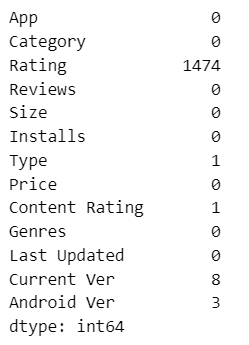 App 0
Category 0
Rating 1474
Reviews 0
Size 0
Installs 0
Type 1
Price 0
Content Rating 1
Genres 0
Last Updated 0
Current Ver 8
Android Ver 3
dtype: int64